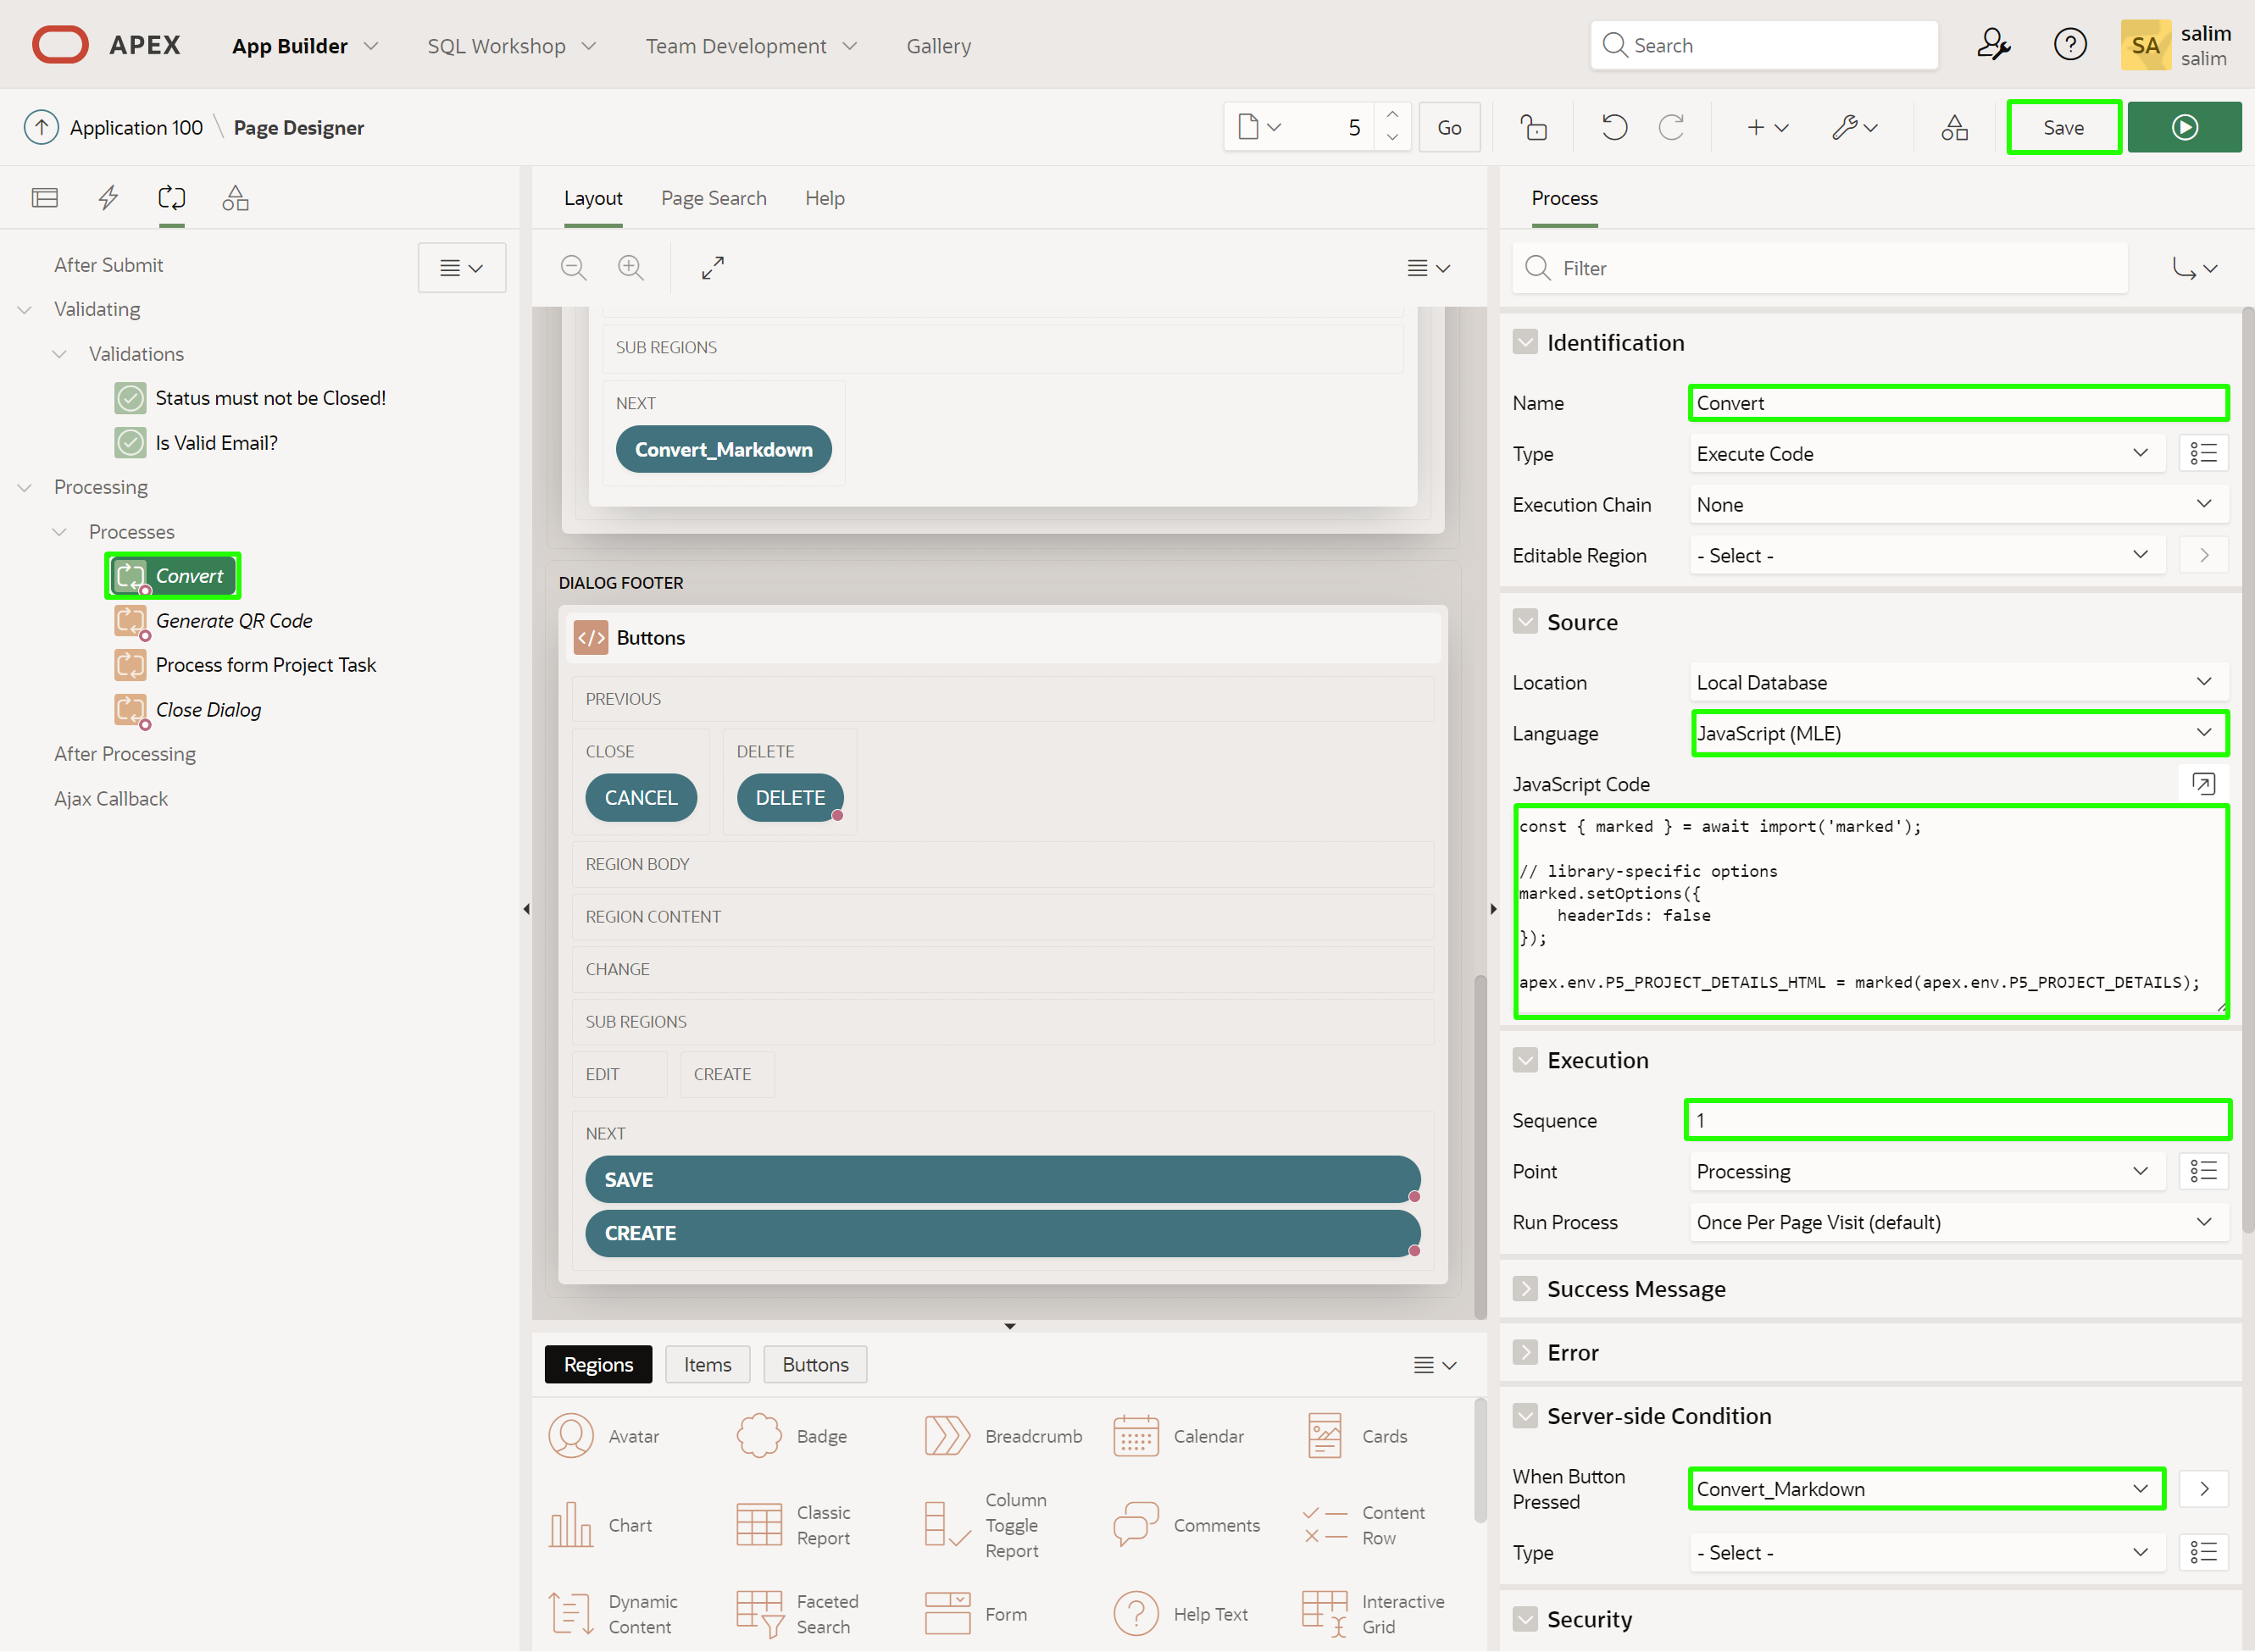 APEX
App Builder
SQL Workshop
Team Development
Gallery
Search
SA
salim
salim
Application 100
Page Designer
5
Go
Save
After Submit
Validating
Validations
Status must not be Closed!
Is Valid Email?
Processing
Processes
Convert
Generate QR Code
Process form Project Task
Close Dialog
After Processing
Ajax Callback
Layout
Page Search
Help
SUB REGIONS
NEXT
Convert_Markdown
DIALOG FOOTER
</> Buttons
PREVIOUS
CLOSE
DELETE
CANCEL
DELETE
REGION BODY
REGION CONTENT
CHANGE
SUB REGIONS
EDIT
CREATE
NEXT
SAVE
CREATE
Regions
Items
Buttons
Avatar
Badge
Breadcrumb
Calendar
Cards
Chart
Classic
Report
Column
Toggle
Report
Comments
Content
Row
Dynamic
Content
Faceted
Search
Form
Help Text
Interactive
Grid
Process
Filter
Identification
Name
Convert
Type
Execute Code
Execution Chain
None
Editable Region
- Select -
Source
Location
Local Database
Language
JavaScript (MLE)
JavaScript Code
const { marked } = await import('marked');
// library-specific options
marked.setOptions({
headerIds: false
});
apex.env.P5_PROJECT_DETAILS_HTML = marked(apex.env.P5_PROJECT_DETAILS);
Execution
Sequence
1
Point
Processing
Run Process
Once Per Page Visit (default)
Success Message
Error
Server-side Condition
When Button
Pressed
Convert_Markdown
Type
- Select -
Security